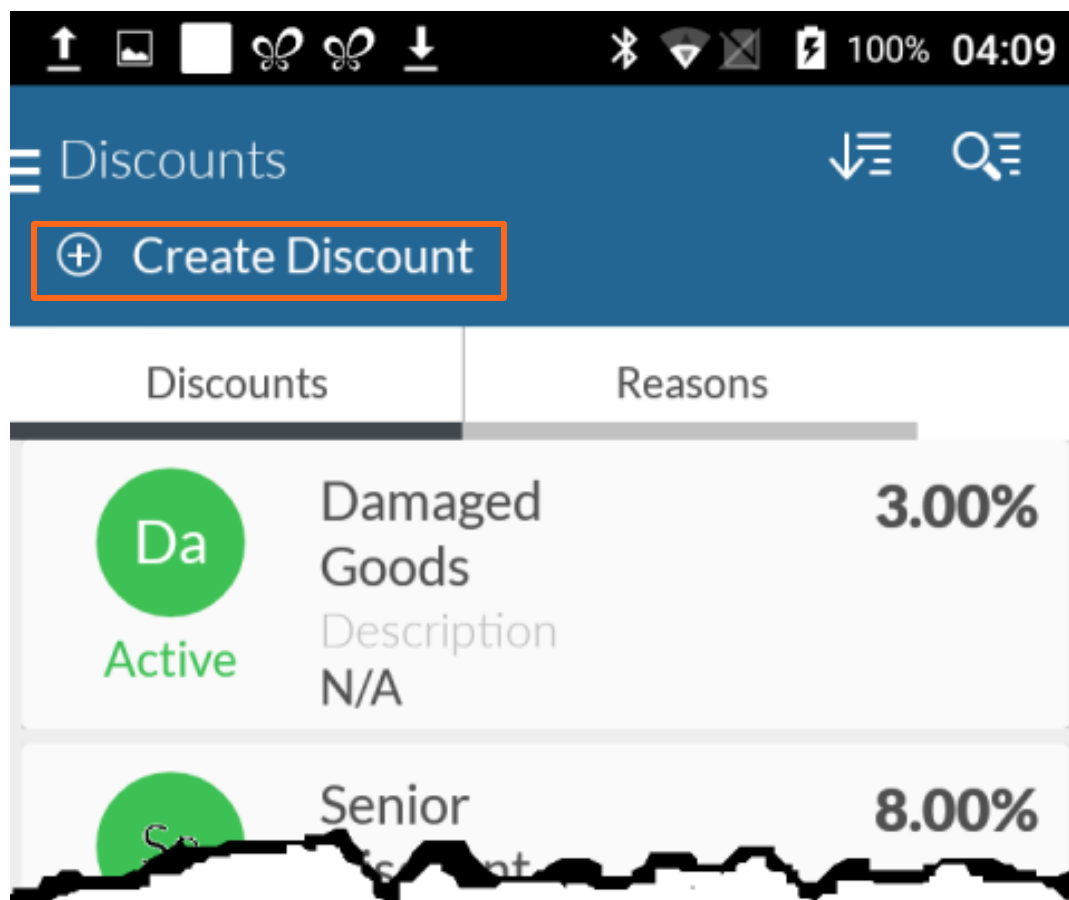 100% 04:09
Discounts
Create Discount
Discounts Reasons
Da
Damaged
Goods
3.00%
Active
Description
N/A
Senior
8.00%